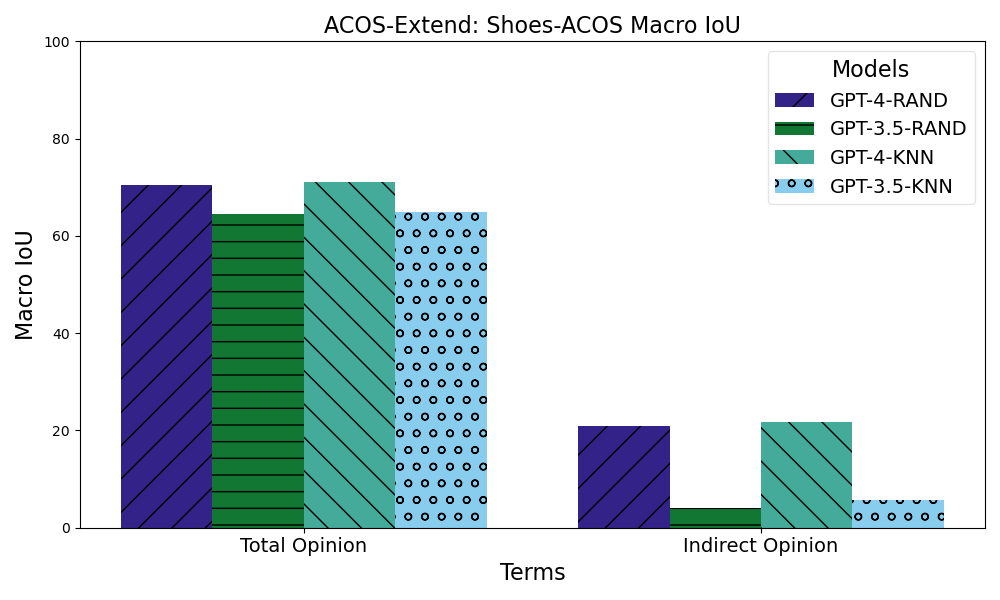 ACOS-Extend: Shoes-ACOS Macro IoU
Macro IoU
100
80
60
40
20
0
Models
GPT-4-RAND
GPT-3.5-RAND
GPT-4-KNN
GPT-3.5-KNN
Total Opinion
Indirect Opinion
Terms